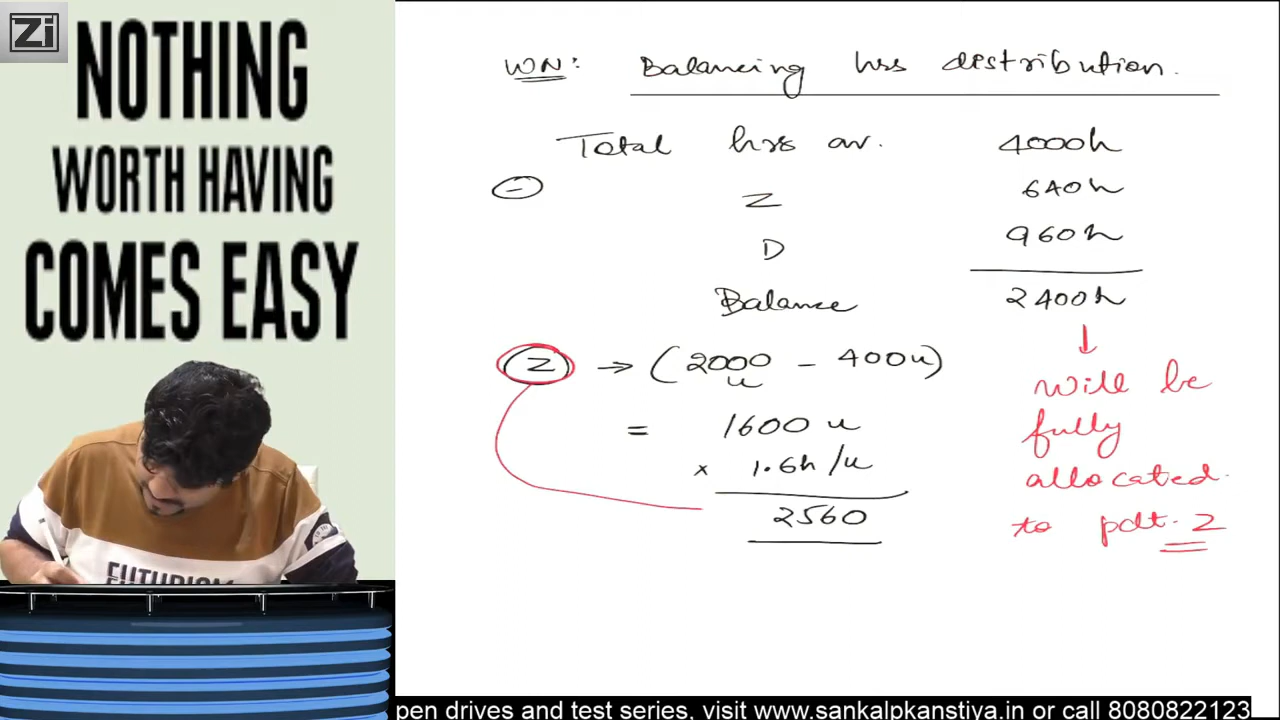 Zi
NOTHING
WORTH HAVING
COMES EASY
FUTURISM
WN: Balancing hrs distribution.
Total hrs av. 4000h
(-) Z 640h
D 960h
Balance 2400h
Z → (2000u - 400u)
= 1600 u
x 1.6h/u
2560
↓
will be
fully
allocated.
to pdt. Z
pen drives and test series, visit www.sankalpkanstiya.in or call 8080822123